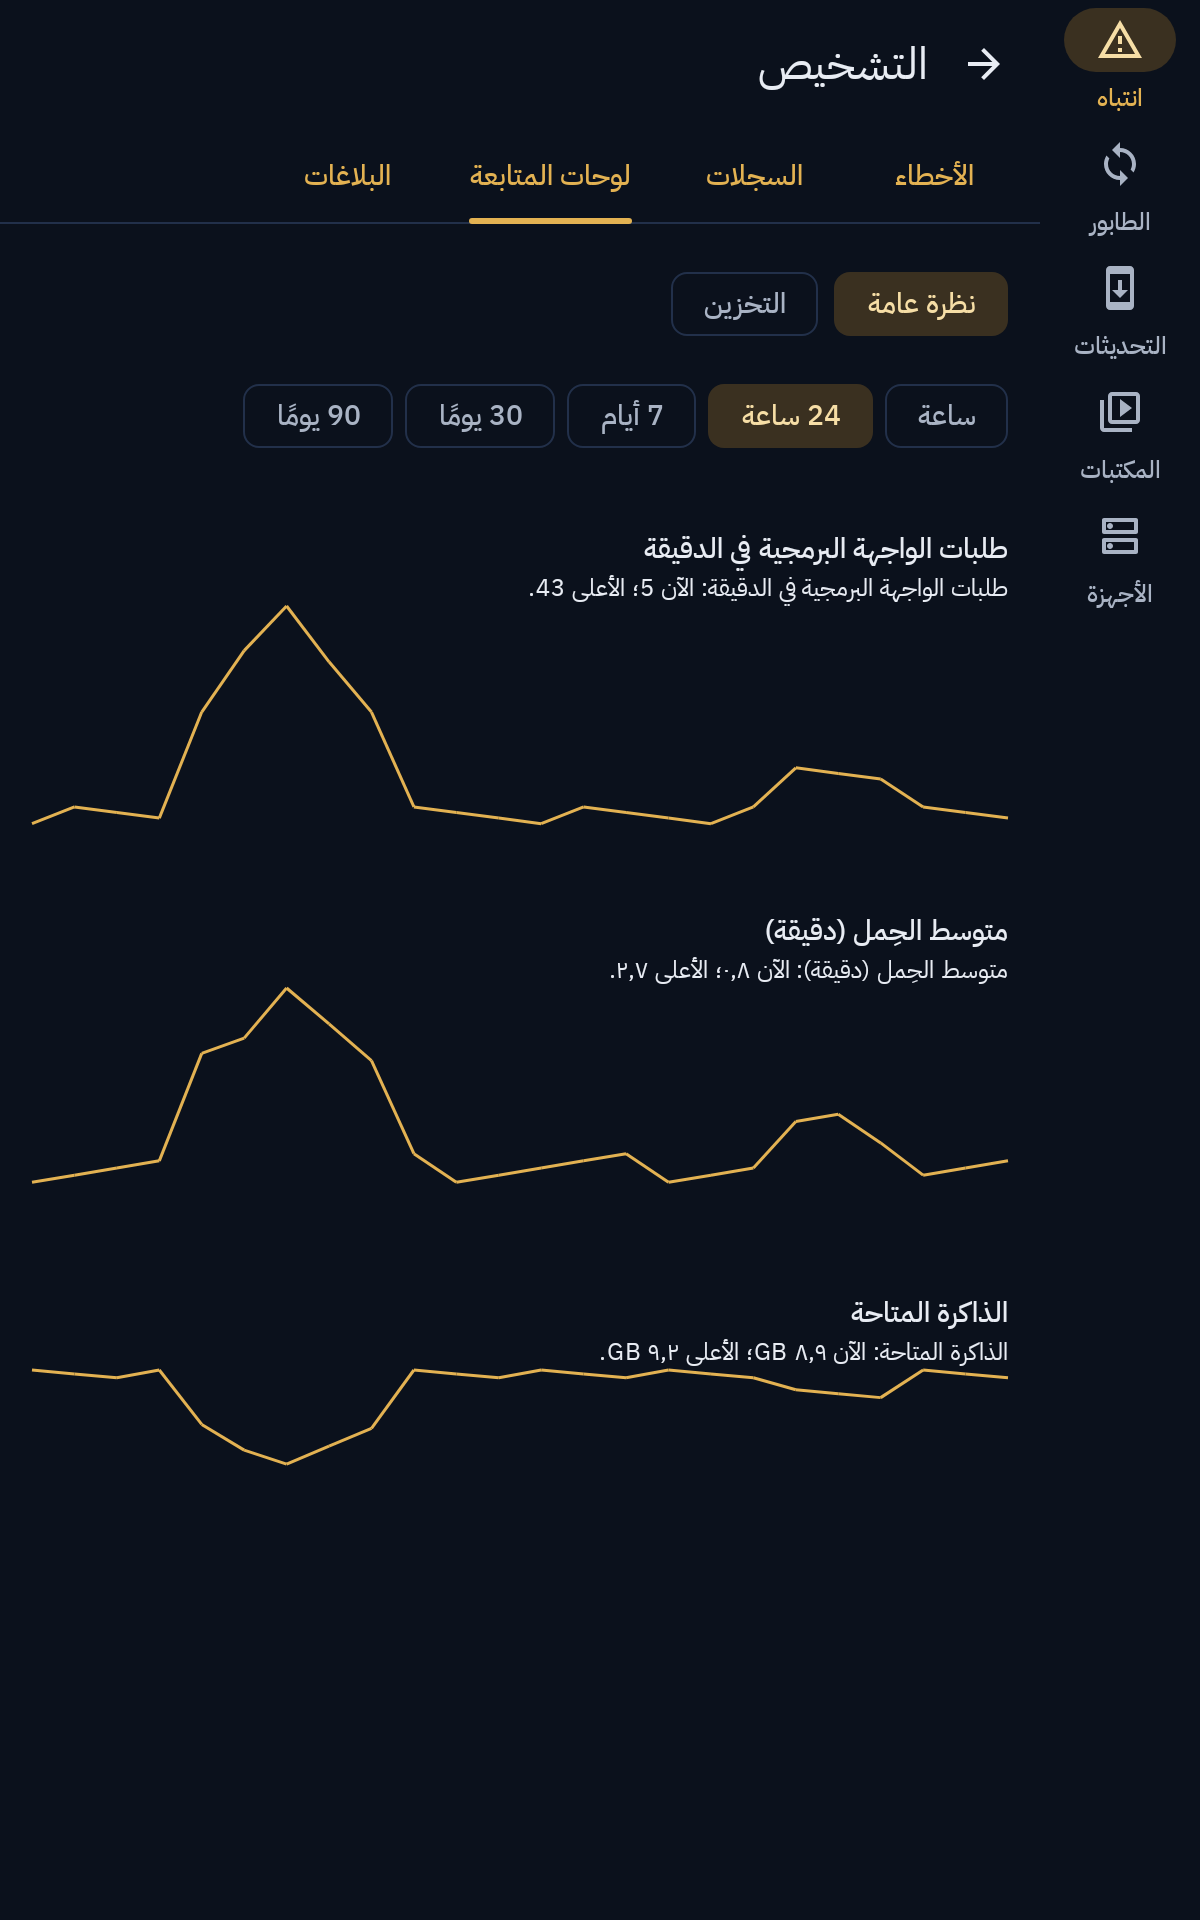 انتباه
الطابور
التحديثات
المكتبات
الأجهزة
التشخيص
الأخطاء
السجلات
لوحات المتابعة
البلاغات
نظرة عامة
التخزين
ساعة
24 ساعة
7 أيام
30 يومًا
90 يومًا
طلبات الواجهة البرمجية في الدقيقة
طلبات الواجهة البرمجية في الدقيقة: الآن 5؛ الأعلى 43.
متوسط الحِمل (دقيقة)
متوسط الحِمل (دقيقة): الآن ٠٫٨؛ الأعلى ٢٫٧.
الذاكرة المتاحة
الذاكرة المتاحة: الآن ٨٫٩ GB؛ الأعلى ٩٫٢ GB.